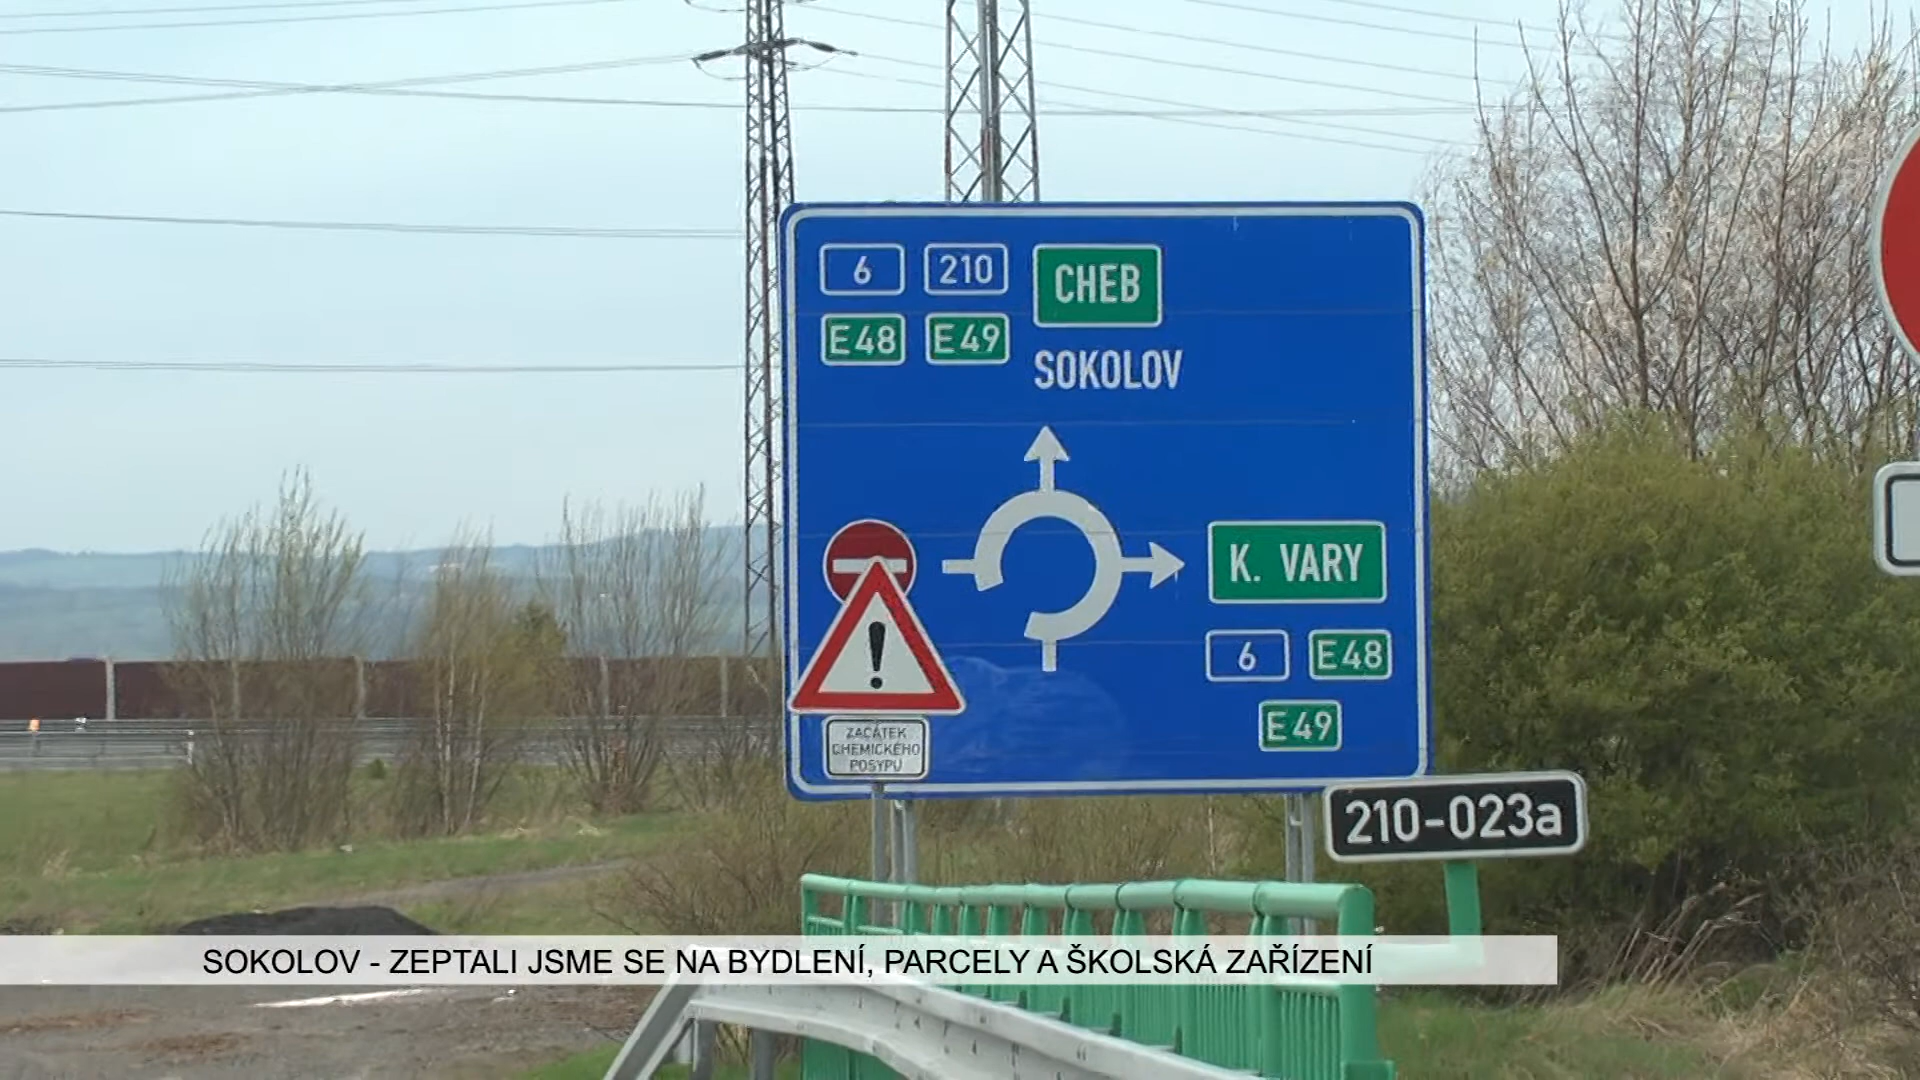 6 210 CHEB
E48 E49
SOKOLOV
K. VARY
6 E48
E49
ZAČÁTEK
CHEMICKÉHO
POSYPU
210-023a
SOKOLOV - ZEPTALI JSME SE NA BYDLENÍ, PARCELY A ŠKOLSKÁ ZAŘÍZENÍ